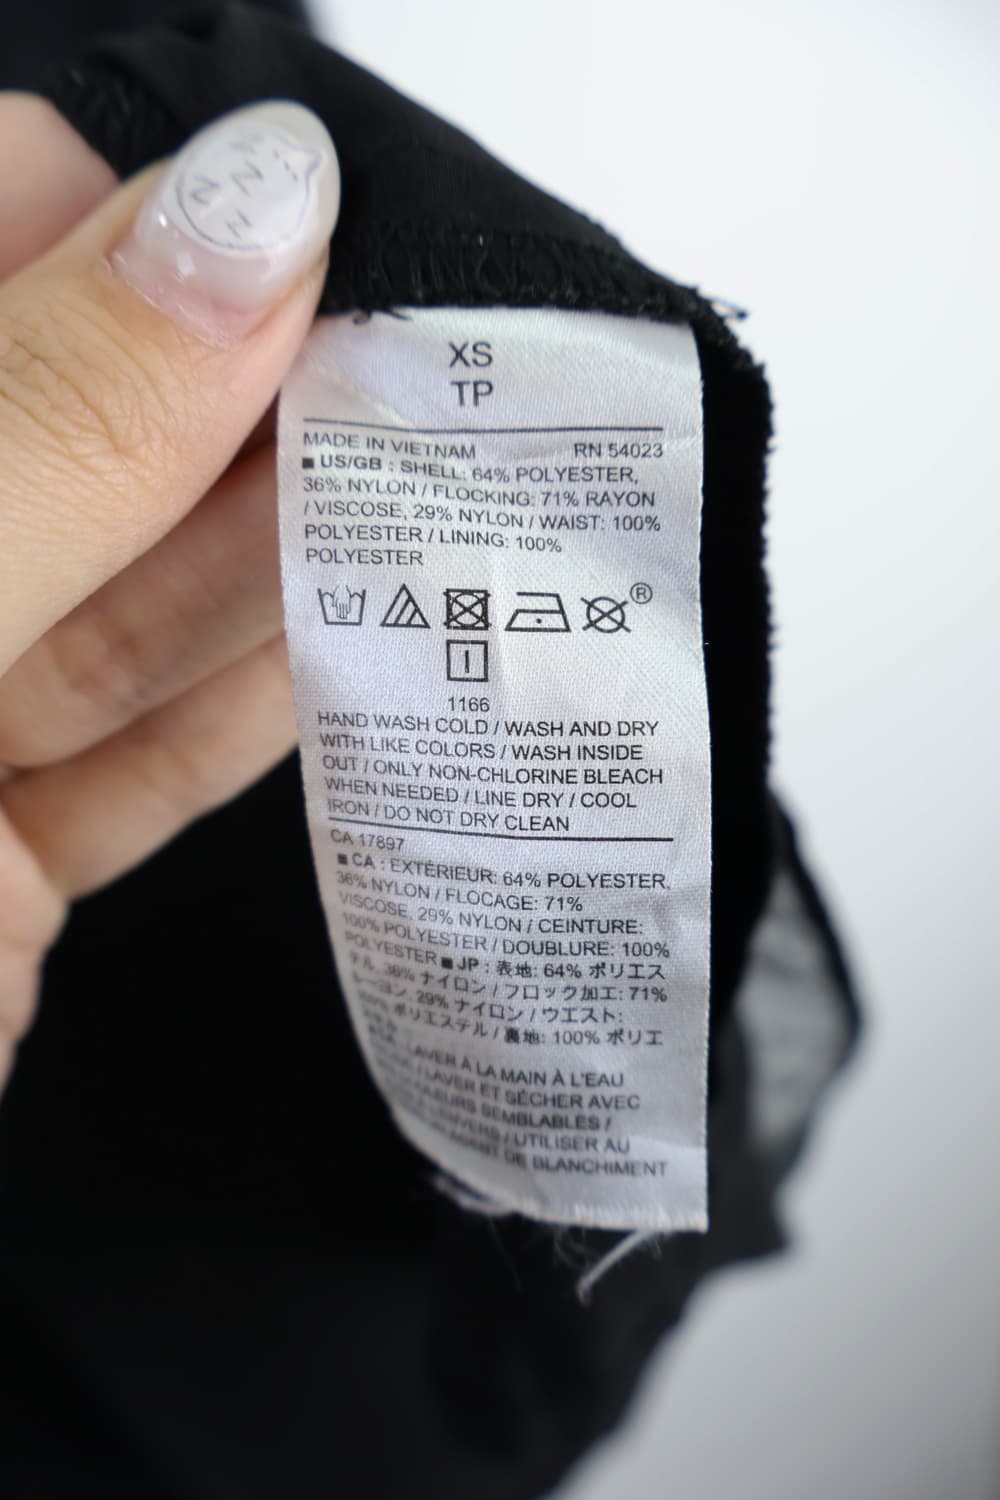 Z Z
Z Z
XS
TP
MADE IN VIETNAM RN 54023
■ US/GB : SHELL: 64% POLYESTER,
36% NYLON / FLOCKING: 71% RAYON
/ VISCOSE, 29% NYLON / WAIST: 100%
POLYESTER / LINING: 100%
POLYESTER
®
1166
HAND WASH COLD / WASH AND DRY
WITH LIKE COLORS / WASH INSIDE
OUT / ONLY NON-CHLORINE BLEACH
WHEN NEEDED / LINE DRY / COOL
IRON / DO NOT DRY CLEAN
CA 17897
■ CA : EXTÉRIEUR: 64% POLYESTER,
36% NYLON / FLOCAGE: 71%
VISCOSE, 29% NYLON / CEINTURE:
100% POLYESTER / DOUBLURE: 100%
POLYESTER ■ JP : 表地: 64% ポリエス
テル, 36% ナイロン / フロック加工: 71%
レーヨン, 29% ナイロン / ウエスト:
100% ポリエステル / 裏地: 100% ポリエ
LAVER À LA MAIN À L'EAU
/ LAVER ET SÉCHER AVEC
SEMBLABLES /
/ UTILISER AU
DE BLANCHIMENT